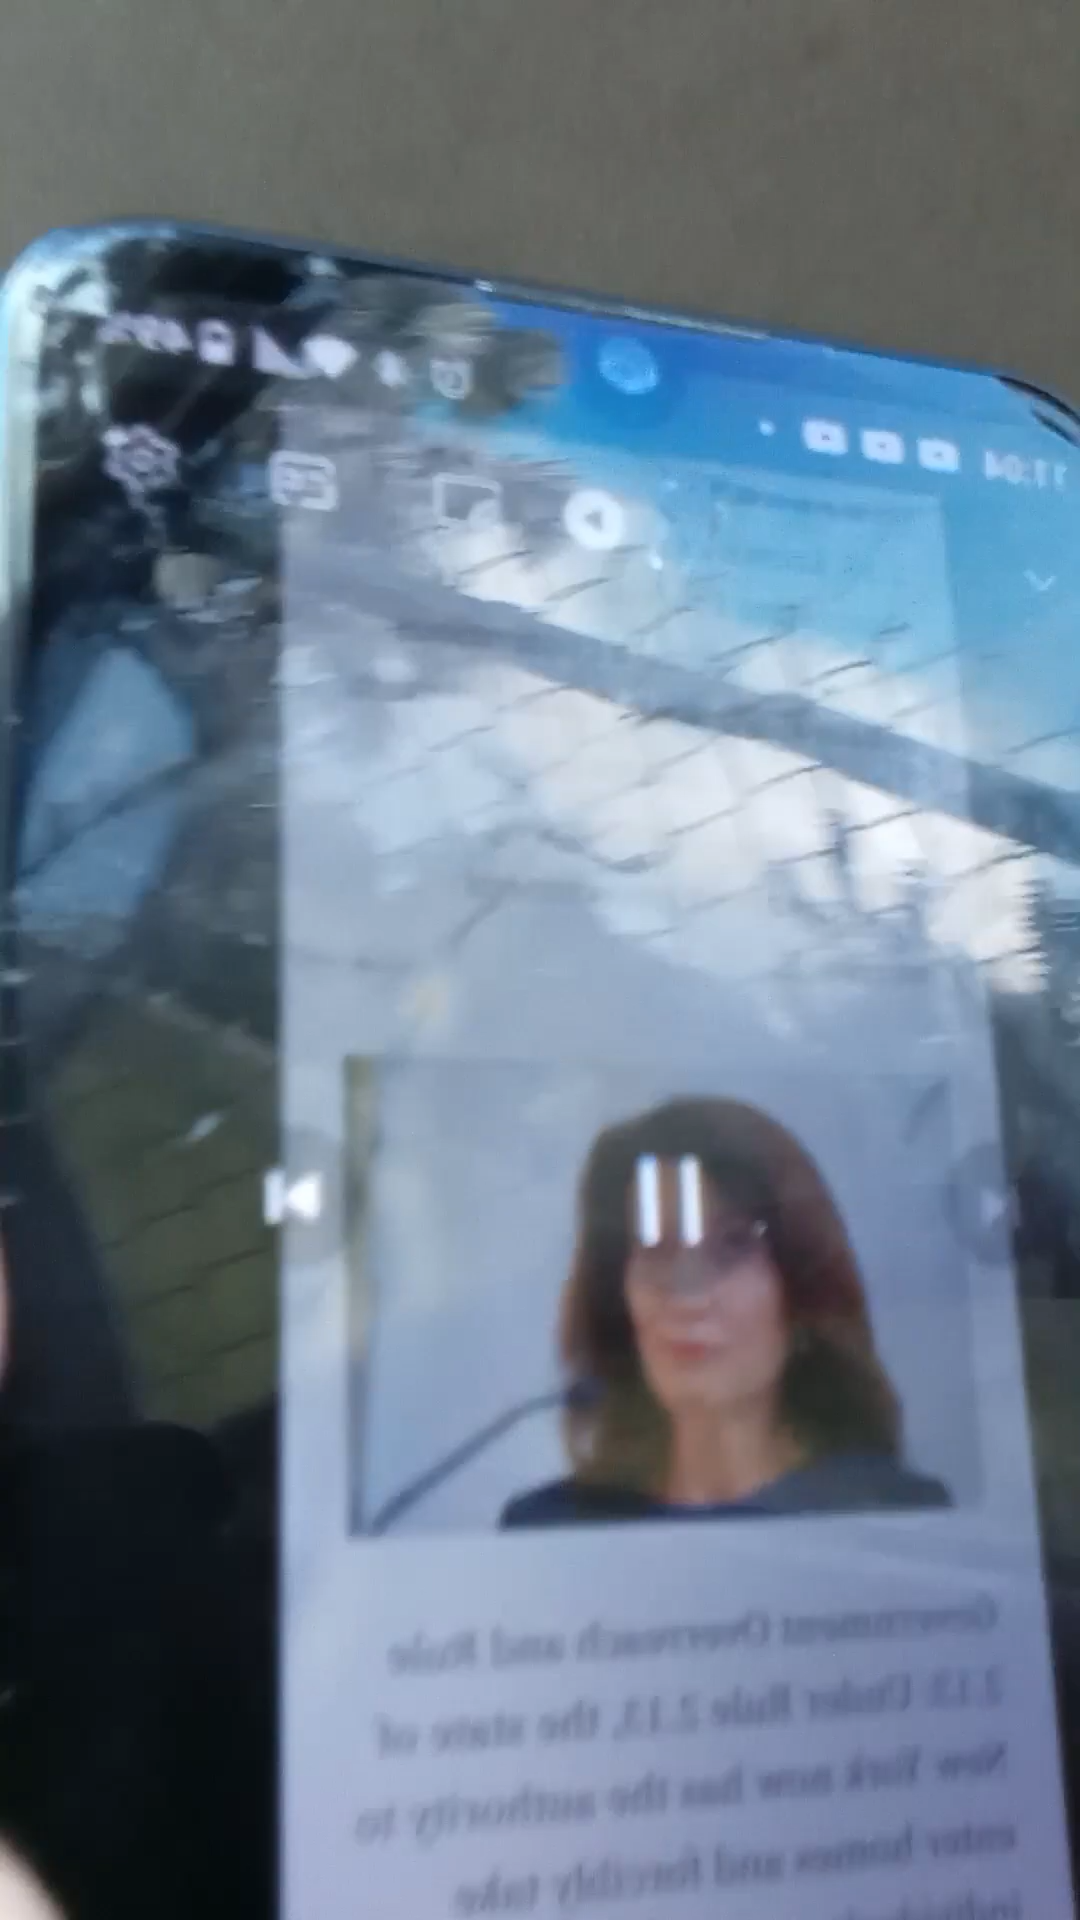 11:04
Government Overreach and Rule
2.13: Under Rule 2.13, the state of
New York now has the authority to
enter homes and forcibly take